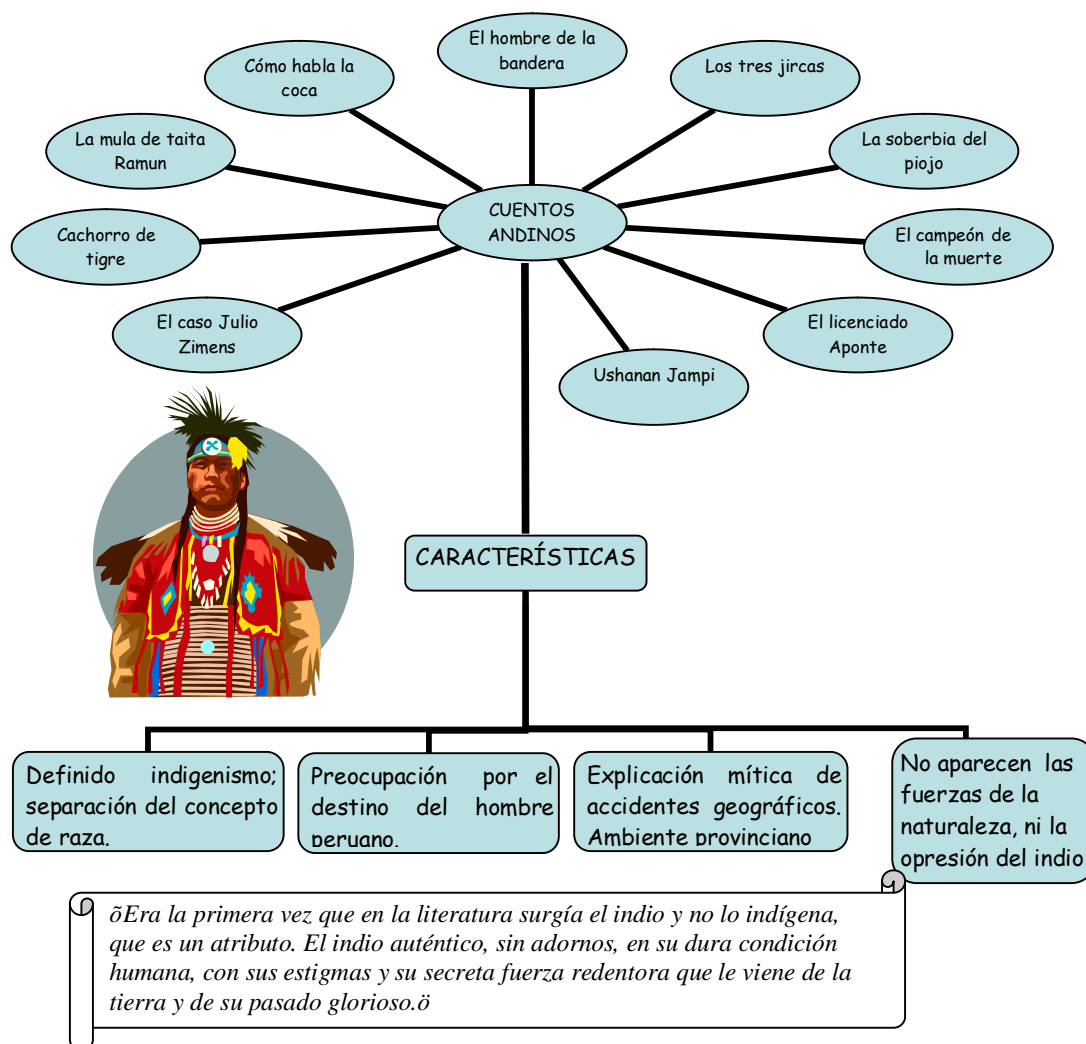 El hombre de la
bandera
Cómo habla la
coca
Los tres jircas
La mula de taita
Ramun
La soberbia del
piojo
CUENTOS
ANDINOS
Cachorro de
tigre
El campeón de
la muerte
El caso Julio
Zimens
El licenciado
Aponte
Ushanan Jampi
CARACTERÍSTICAS
Definido indigenismo;
separación del concepto
de raza.
Preocupación por el
destino del hombre
peruano.
Explicación mítica de
accidentes geográficos.
Ambiente provinciano
No aparecen las
fuerzas de la
naturaleza, ni la
opresión del indio
õEra la primera vez que en la literatura surgía el indio y no lo indígena,
que es un atributo. El indio auténtico, sin adornos, en su dura condición
humana, con sus estigmas y su secreta fuerza redentora que le viene de la
tierra y de su pasado glorioso.ö